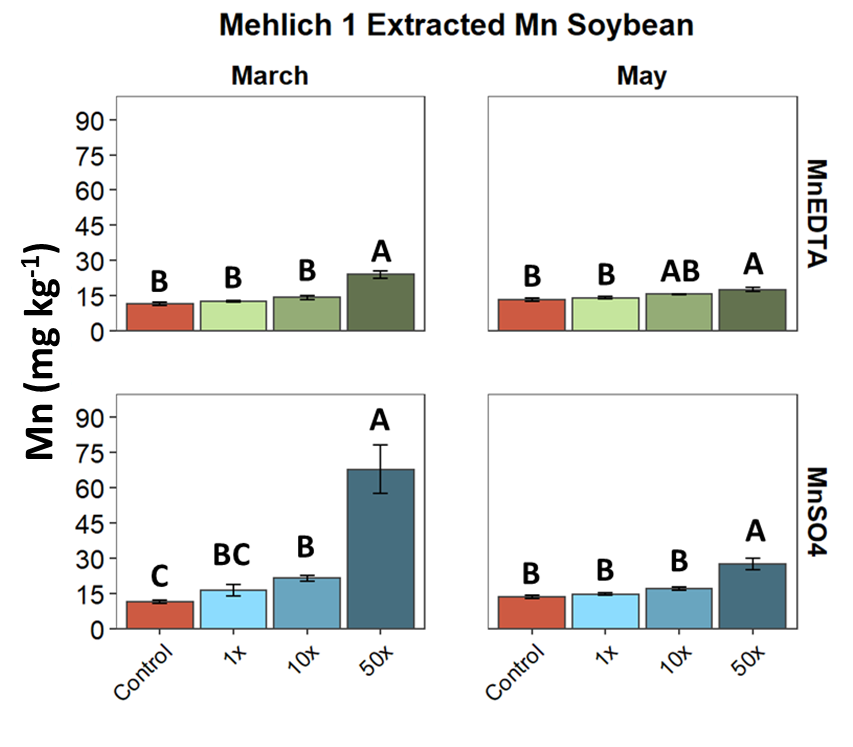 Mehlich 1 Extracted Mn Soybean
March May
90
75
60
45
30
15
0
B B B A
B B AB A
MnEDTA
Mn (mg kg-1)
90
75
60
45
30
15
0
C BC B A
B B B A
MnSO4
Control 1x 10x 50x
Control 1x 10x 50x